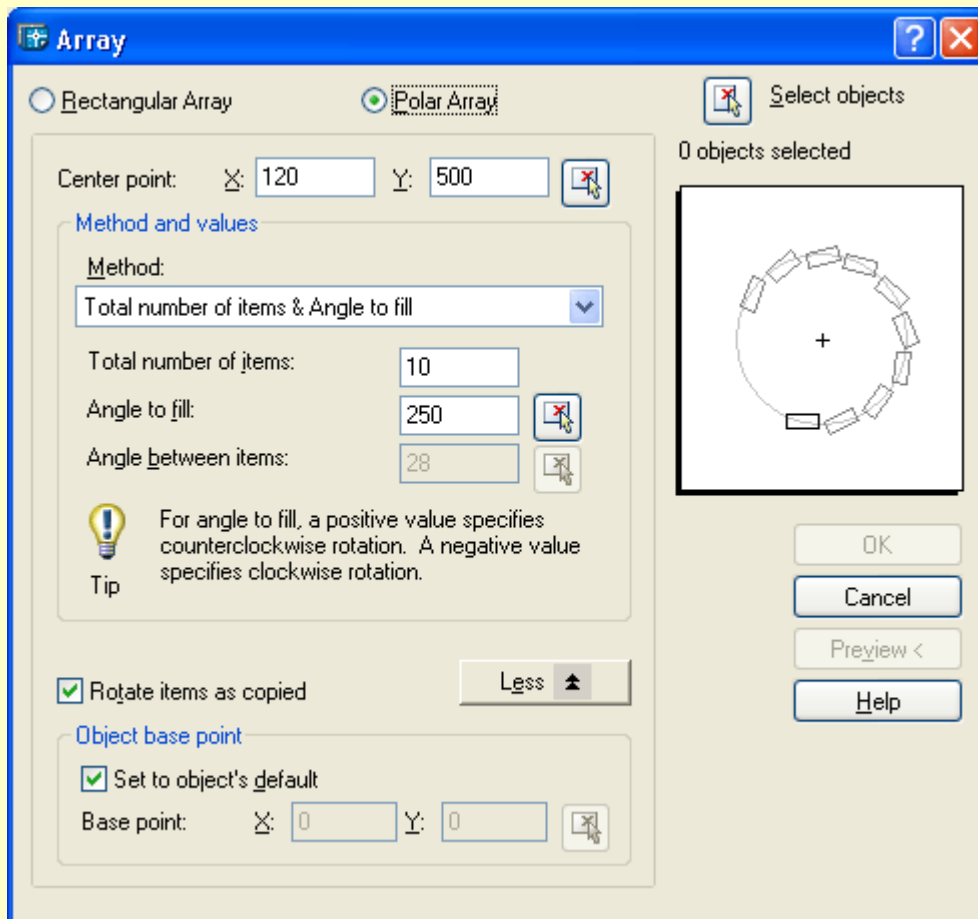 Array
Rectangular Array Polar Array Select objects
0 objects selected
Center point: X: 120 Y: 500
Method and values
Method:
Total number of items & Angle to fill
Total number of items: 10
Angle to fill: 250
Angle between items: 28
For angle to fill, a positive value specifies
counterclockwise rotation. A negative value
specifies clockwise rotation.
Tip
OK
Cancel
Preview <
Help
Rotate items as copied Less
Object base point
Set to object's default
Base point: X: 0 Y: 0